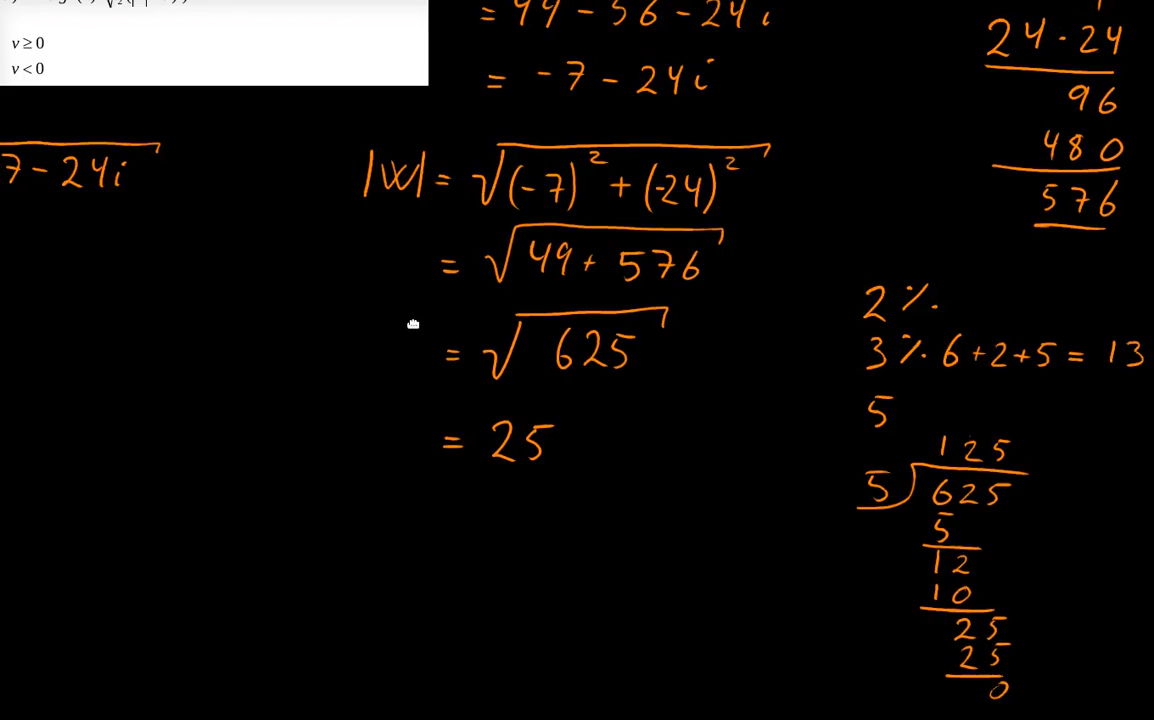 v ≥ 0
v < 0
= 49 - 56 - 24i
= -7 - 24i
7 - 24i
|w| = √(-7)² + (-24)²
= √49 + 576
= √625
= 25
24 · 24
96
480
576
2 ٪
3 ٪ 6+2+5 = 13
5
125
5 625
5
12
10
25
25
0